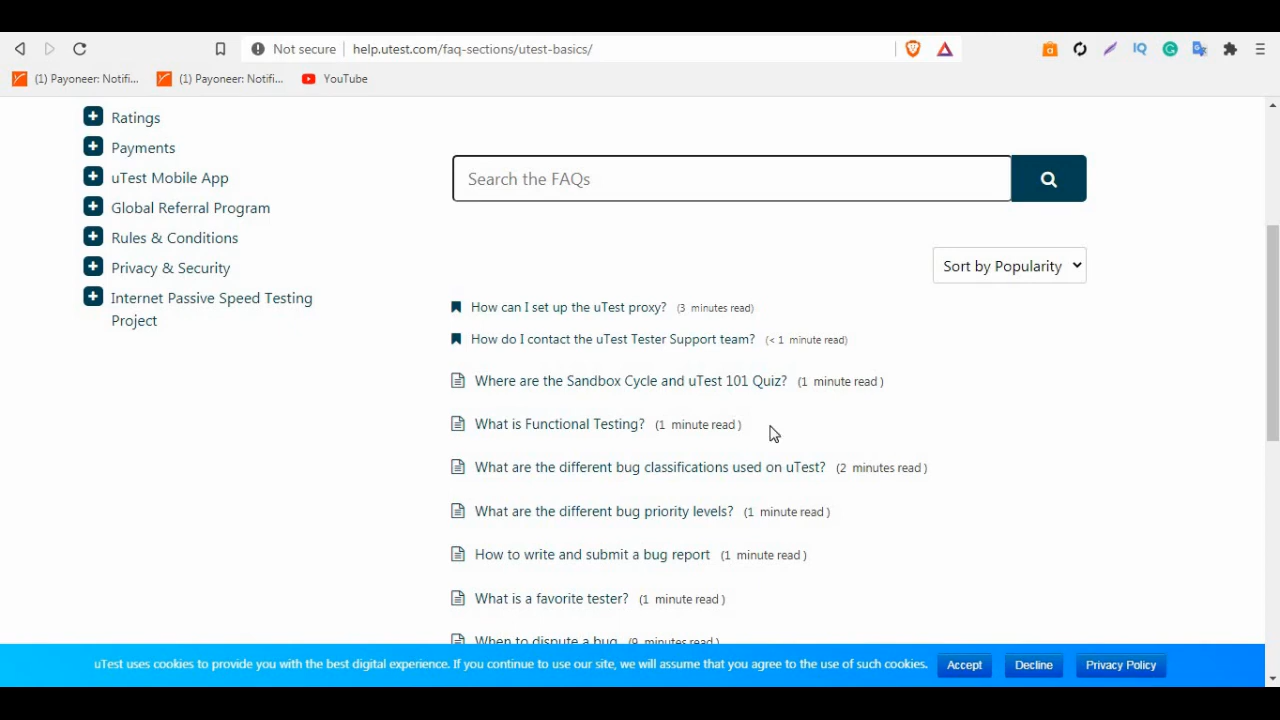 Not secure help.utest.com/faq-sections/utest-basics/
IQ
(1) Payoneer: Notifi... (1) Payoneer: Notifi... YouTube
Ratings
Payments
uTest Mobile App
Global Referral Program
Rules & Conditions
Privacy & Security
Internet Passive Speed Testing
Project
Search the FAQs
Sort by Popularity
How can I set up the uTest proxy? (3 minutes read)
How do I contact the uTest Tester Support team? (< 1 minute read)
Where are the Sandbox Cycle and uTest 101 Quiz? (1 minute read )
What is Functional Testing? (1 minute read )
What are the different bug classifications used on uTest? (2 minutes read )
What are the different bug priority levels? (1 minute read )
How to write and submit a bug report (1 minute read )
What is a favorite tester? (1 minute read )
When to dispute a bug (9 minutes read )
uTest uses cookies to provide you with the best digital experience. If you continue to use our site, we will assume that you agree to the use of such cookies. Accept Decline Privacy Policy